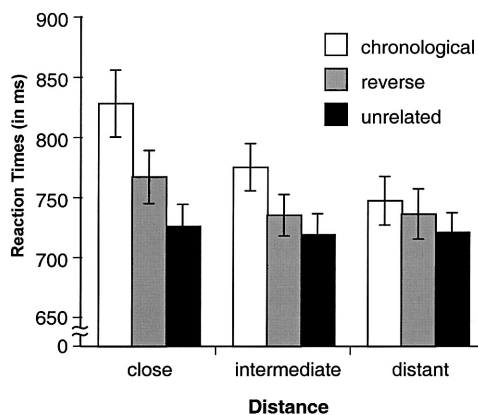 900
850
800
750
700
650
0
Reaction Times (in ms)
chronological
reverse
unrelated
close
intermediate
distant
Distance